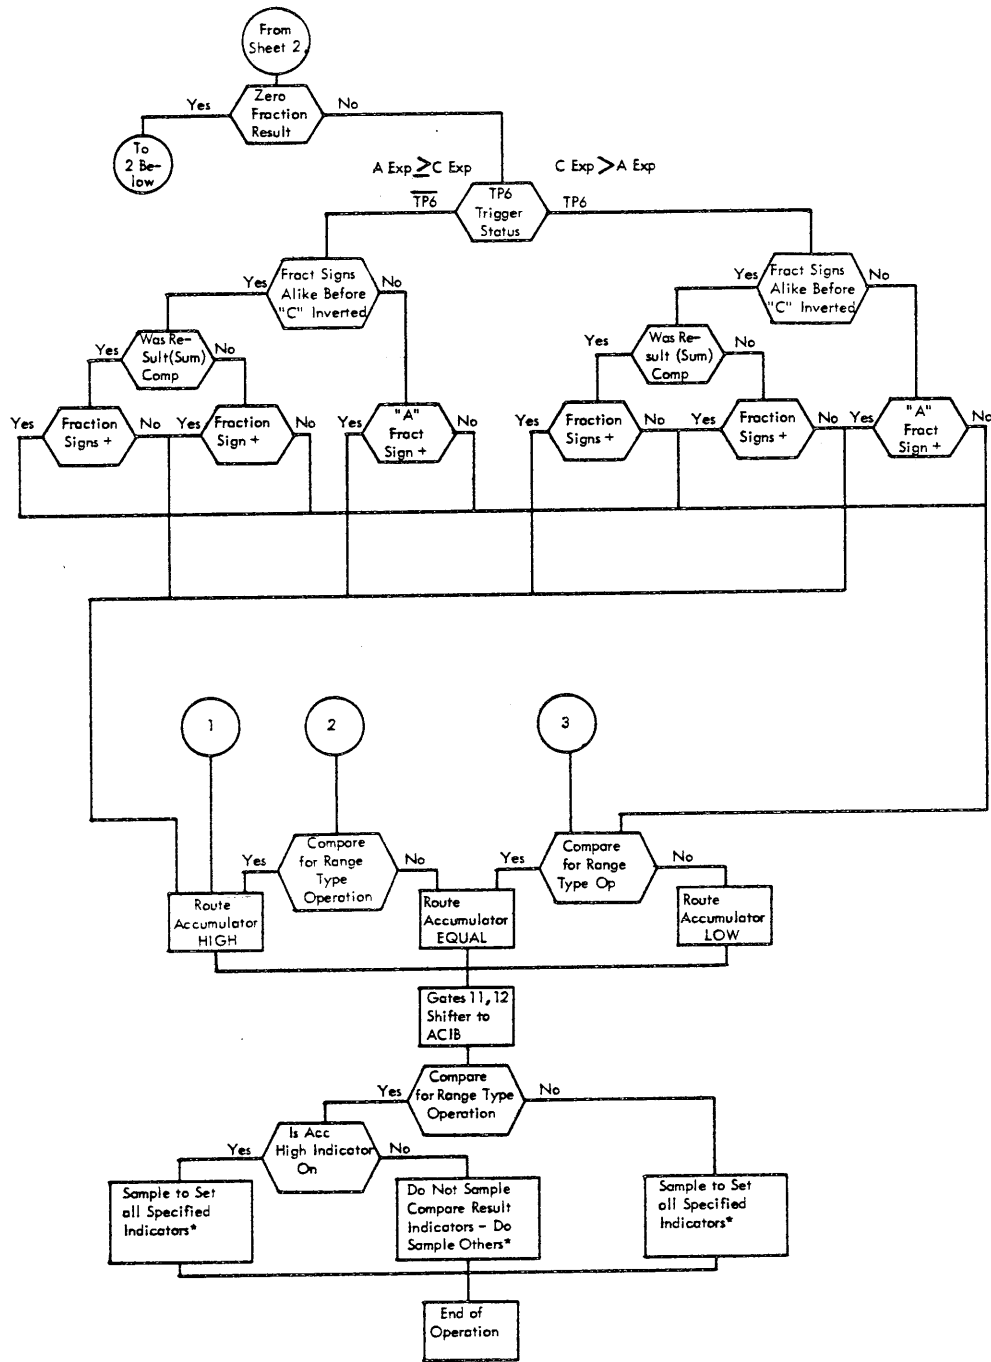 From
Sheet 2
Zero
Fraction
Result
Yes
No
To
2 Be-
low
A Exp ≥ C Exp
C Exp > A Exp
TP6
TP6
Trigger
Status
TP6
Fract Signs
Alike Before
"C" Inverted
Yes
No
Fract Signs
Alike Before
"C" Inverted
Yes
No
Was Re-
Sult(Sum)
Comp
Yes
No
Was Re-
sult (Sum)
Comp
Yes
No
Yes
Fraction
Signs +
No
Yes
Fraction
Sign +
No
Yes
"A"
Fract
Sign +
No
Yes
Fraction
Signs +
No
Yes
Fraction
Signs +
No
Yes
"A"
Fract
Sign +
No
1
2
3
Yes
Compare
for Range
Type
Operation
No
Yes
Compare
for Range
Type Op
No
Route
Accumulator
HIGH
Route
Accumulator
EQUAL
Route
Accumulator
LOW
Gates 11, 12
Shifter to
ACIB
Yes
Compare
for Range Type
Operation
No
Yes
Is Acc
High Indicator
On
No
Sample to Set
all Specified
Indicators*
Do Not Sample
Compare Result
Indicators - Do
Sample Others*
Sample to Set
all Specified
Indicators*
End of
Operation